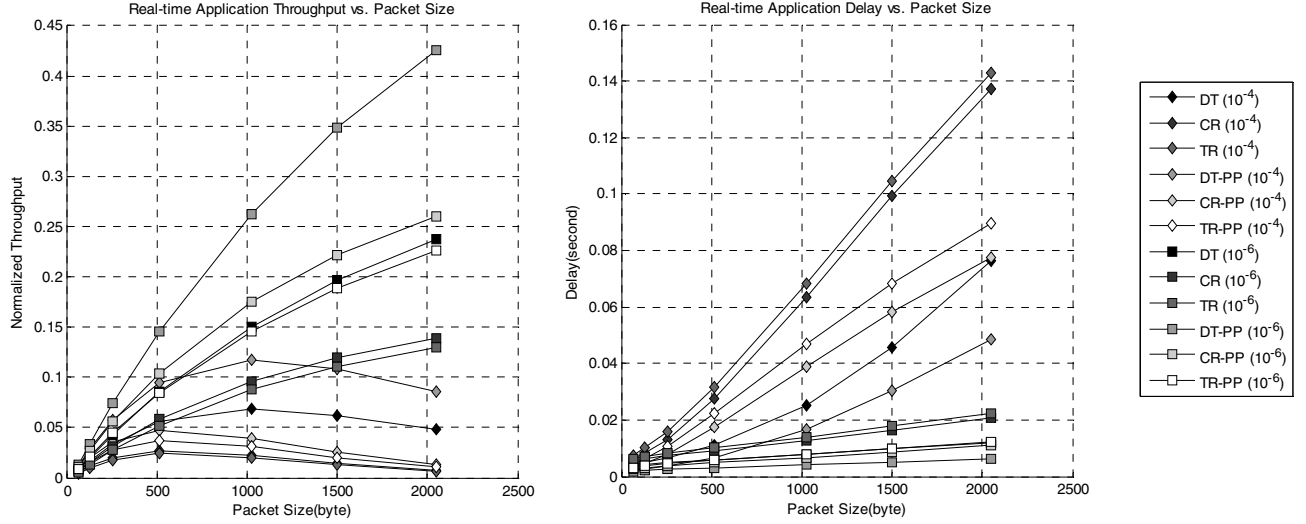 Real-time Application Throughput vs. Packet Size
0.45
0.4
0.35
0.3
0.25
0.2
0.15
0.1
0.05
0
Normalized Throughput
0
500
1000
1500
2000
2500
Packet Size(byte)
Real-time Application Delay vs. Packet Size
0.16
0.14
0.12
0.1
0.08
0.06
0.04
0.02
0
Delay(second)
0
500
1000
1500
2000
2500
Packet Size(byte)
DT (10-4)
CR (10-4)
TR (10-4)
DT-PP (10-4)
CR-PP (10-4)
TR-PP (10-4)
DT (10-6)
CR (10-6)
TR (10-6)
DT-PP (10-6)
CR-PP (10-6)
TR-PP (10-6)